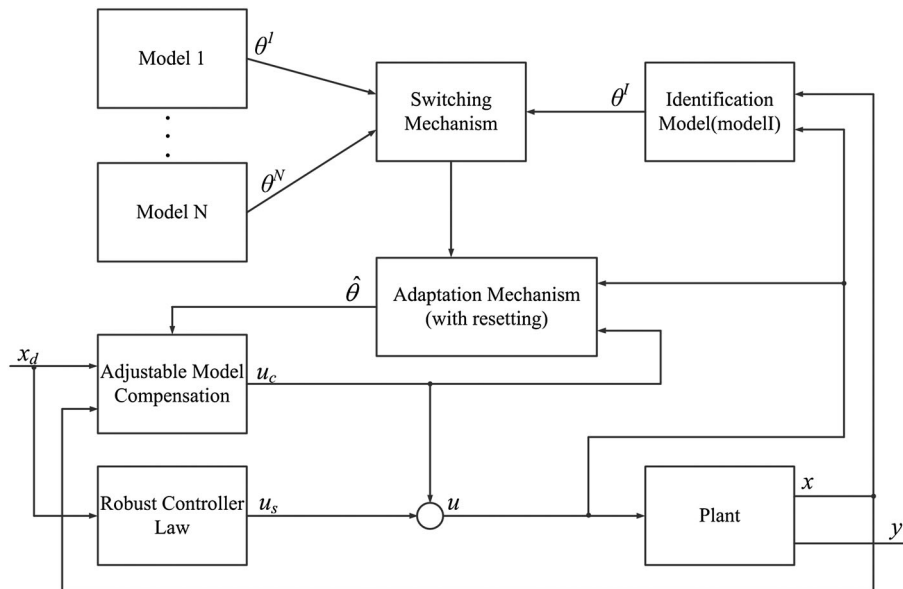 Model 1
θ^I
Switching
Mechanism
θ^I
Identification
Model(modelI)
Model N
θ^N
Adaptation Mechanism
(with resetting)
θ̂
x_d
Adjustable Model
Compensation
u_c
Robust Controller
Law
u_s
u
Plant
x
y